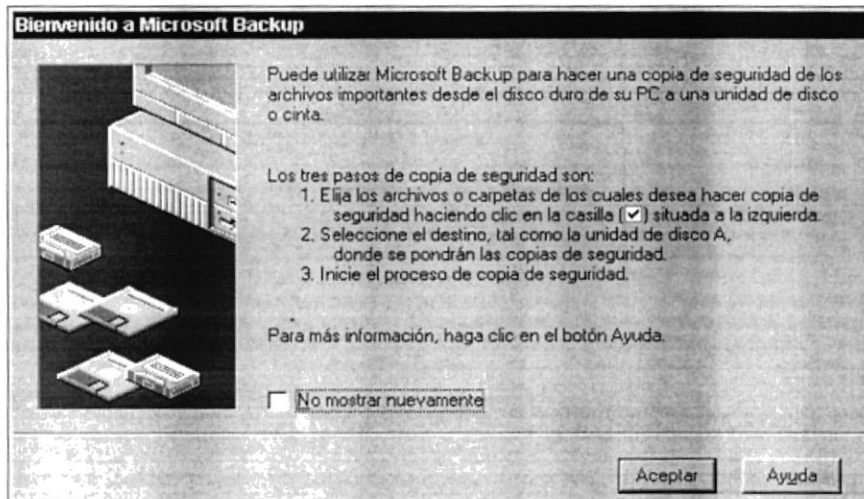 Bienvenido a Microsoft Backup
Puede utilizar Microsoft Backup para hacer una copia de seguridad de los
archivos importantes desde el disco duro de su PC a una unidad de disco
o cinta.
Los tres pasos de copia de seguridad son:
1. Elija los archivos o carpetas de los cuales desea hacer copia de
seguridad haciendo clic en la casilla (✓) situada a la izquierda.
2. Seleccione el destino, tal como la unidad de disco A,
donde se pondrán las copias de seguridad.
3. Inicie el proceso de copia de seguridad.
Para más información, haga clic en el botón Ayuda.
No mostrar nuevamente
Aceptar
Ayuda